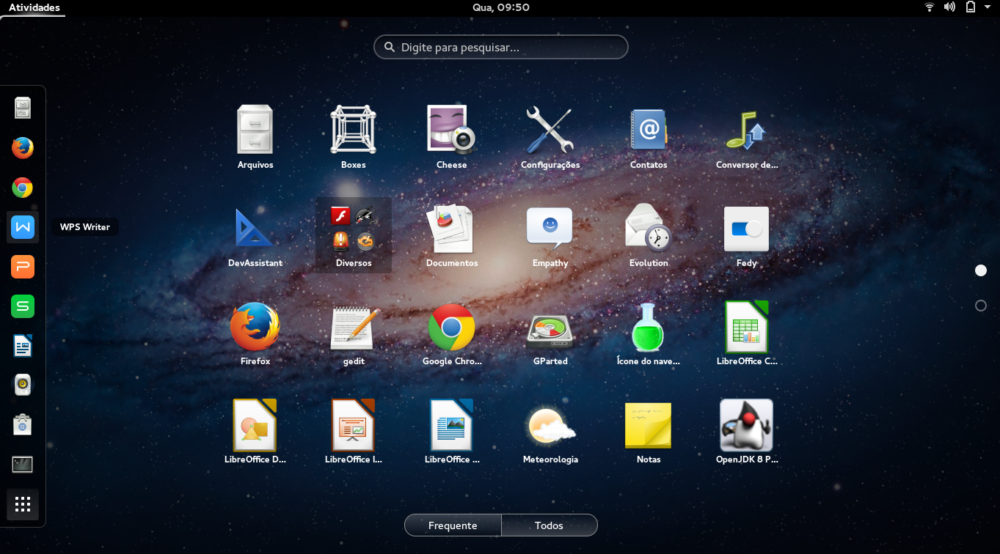 Atividades
Qua, 09:50
Digite para pesquisar...
Arquivos
Boxes
Cheese
Configurações
Contatos
Conversor de...
WPS Writer
DevAssistant
Diversos
Documentos
Empathy
Evolution
Fedy
Firefox
gedit
Google Chro...
GParted
Ícone do nave...
LibreOffice C...
LibreOffice D...
LibreOffice I...
LibreOffice ...
Meteorologia
Notas
OpenJDK 8 P...
Frequente
Todos